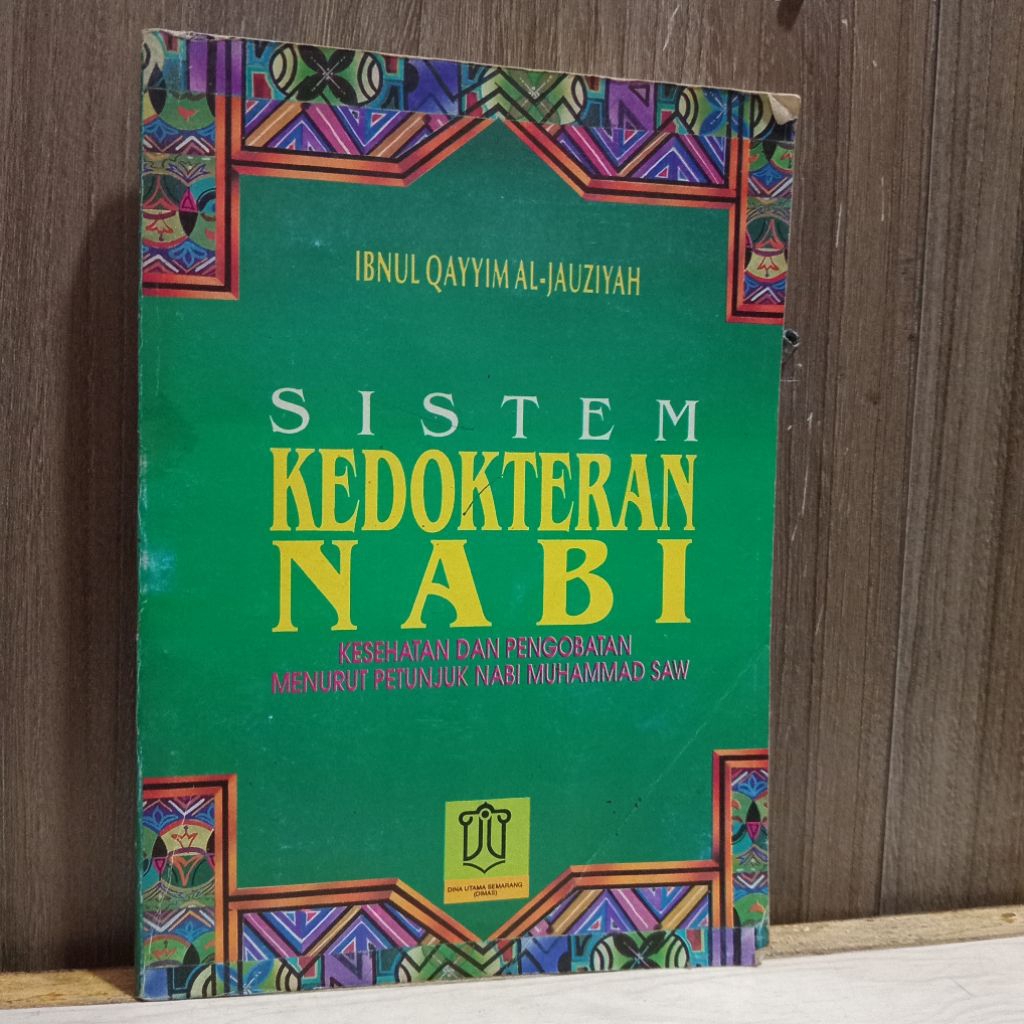 IBNUL QAYYIM AL-JAUZIYAH
SISTEM
KEDOKTERAN
NABI
KESEHATAN DAN PENGOBATAN
MENURUT PETUNJUK NABI MUHAMMAD SAW
DINA UTAMA SEMARANG
(DIMAS)